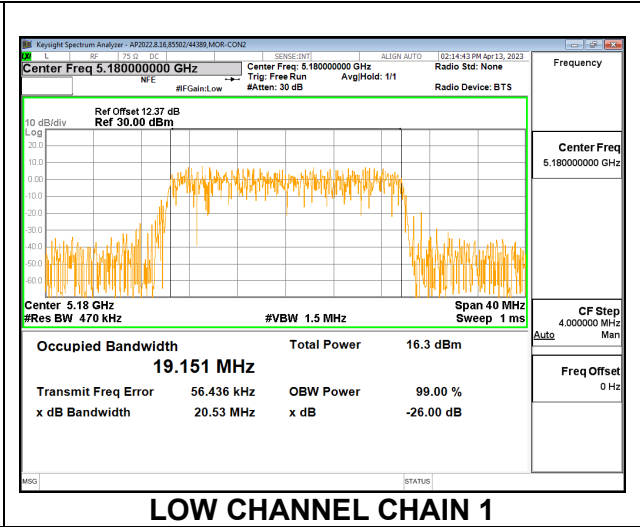 Keysight Spectrum Analyzer - AP2022.8.16,85502/44389,MOR-CON2
L RF 75 Ω DC SENSE:INT ALIGN AUTO 02:14:43 PM Apr 13, 2023
Center Freq 5.180000000 GHz
NFE
#IFGain:Low
Center Freq: 5.180000000 GHz
Trig: Free Run Avg|Hold: 1/1
#Atten: 30 dB
Radio Std: None
Radio Device: BTS
Frequency
Ref Offset 12.37 dB
10 dB/div Ref 30.00 dBm
Log
20.0
10.0
0.00
-10.0
-20.0
-30.0
-40.0
-50.0
-60.0
Center Freq
5.180000000 GHz
Center 5.18 GHz Span 40 MHz
#Res BW 470 kHz #VBW 1.5 MHz Sweep 1 ms
CF Step
4.000000 MHz
Auto Man
Freq Offset
0 Hz
Occupied Bandwidth Total Power 16.3 dBm
19.151 MHz
Transmit Freq Error 56.436 kHz OBW Power 99.00 %
x dB Bandwidth 20.53 MHz x dB -26.00 dB
MSG STATUS
LOW CHANNEL CHAIN 1